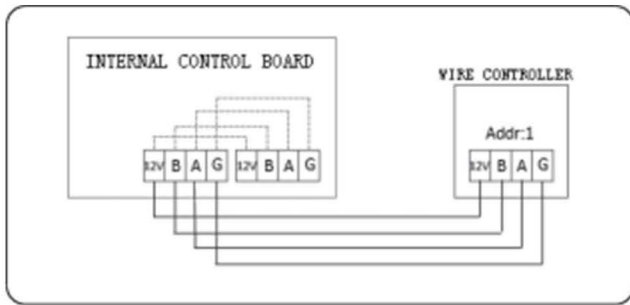 INTERNAL CONTROL BOARD
WIRE CONTROLLER
Addr:1
12V B A G 12V B A G
12V B A G